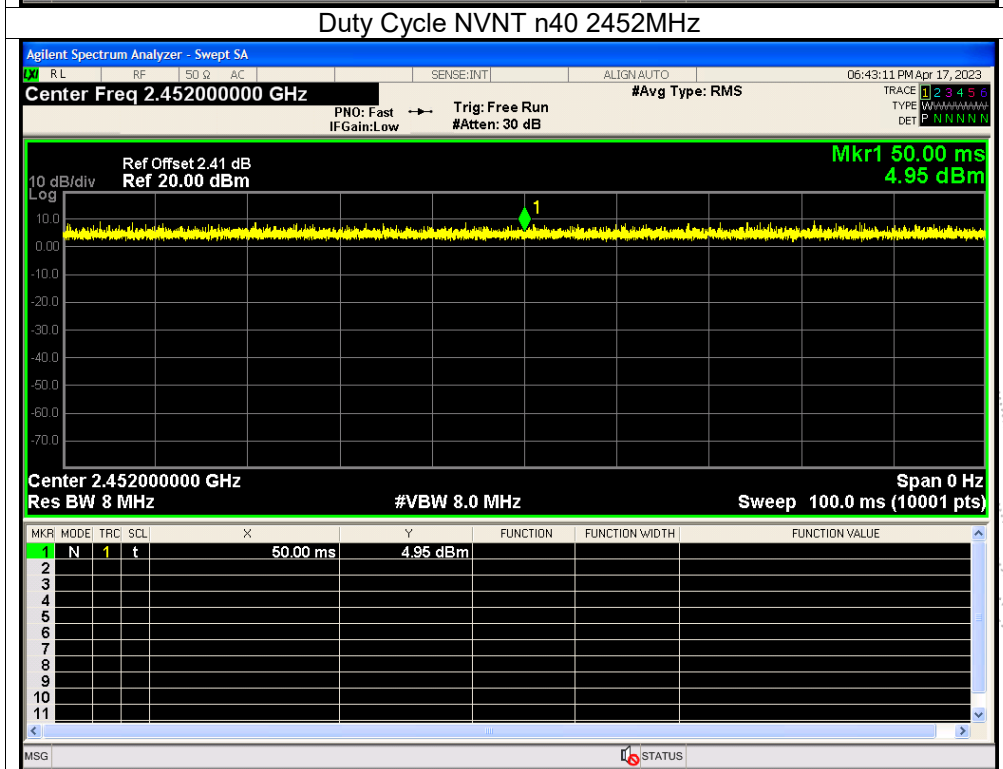 Duty Cycle NVNT n40 2452MHz
Agilent Spectrum Analyzer - Swept SA
LXI RL RF 50 Ω AC SENSE:INT ALIGNAUTO 06:43:11 PM Apr 17, 2023
Center Freq 2.452000000 GHz #Avg Type: RMS TRACE 1 2 3 4 5 6
PNO: Fast Trig: Free Run TYPE WWWWWW
IFGain:Low #Atten: 30 dB DET P N N N N N
Mkr1 50.00 ms
Ref Offset 2.41 dB 4.95 dBm
10 dB/div Ref 20.00 dBm
Log
1
10.0
0.00
-10.0
-20.0
-30.0
-40.0
-50.0
-60.0
-70.0
Center 2.452000000 GHz Span 0 Hz
Res BW 8 MHz #VBW 8.0 MHz Sweep 100.0 ms (10001 pts)
MKR MODE TRC SCL X Y FUNCTION FUNCTION WIDTH FUNCTION VALUE
1 N 1 t 50.00 ms 4.95 dBm
2
3
4
5
6
7
8
9
10
11
MSG STATUS